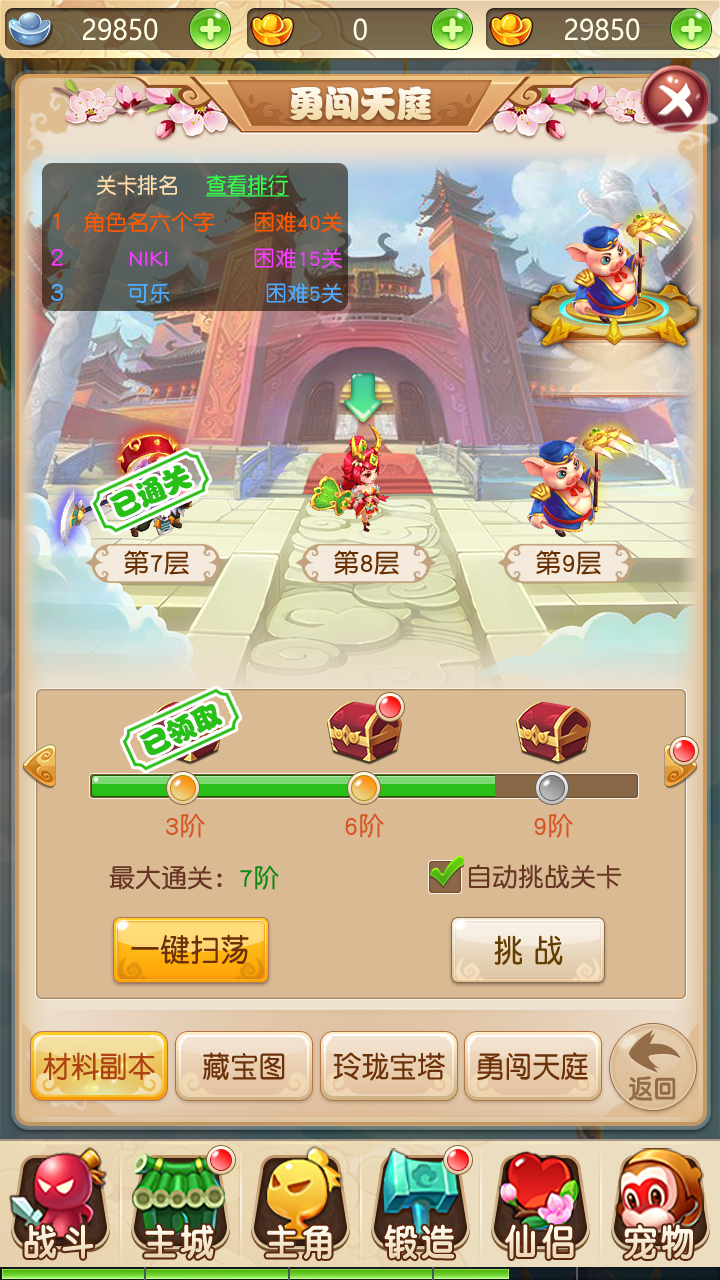 29850 0 29850
勇闯天庭
关卡排名 查看排行
1 角色名六个字 困难40关
2 NIKI 困难15关
3 可乐 困难5关
已通关
第7层 第8层 第9层
已领取
3阶 6阶 9阶
最大通关：7阶 自动挑战关卡
一键扫荡 挑战
材料副本 藏宝图 玲珑宝塔 勇闯天庭 返回
战斗 主城 主角 锻造 仙侣 宠物